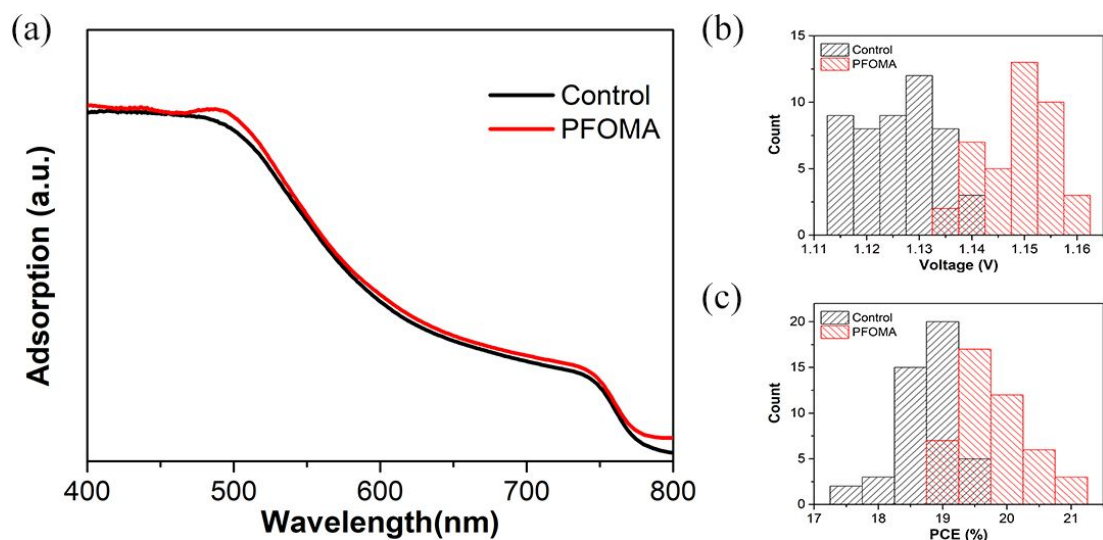 (a)
Adsorption (a.u.)
Control
PFOMA
400
500
600
700
800
Wavelength(nm)
(b)
Control
PFOMA
Count
15
10
5
0
1.11
1.12
1.13
1.14
1.15
1.16
Voltage (V)
(c)
Control
PFOMA
Count
20
15
10
5
0
17
18
19
20
21
PCE (%)